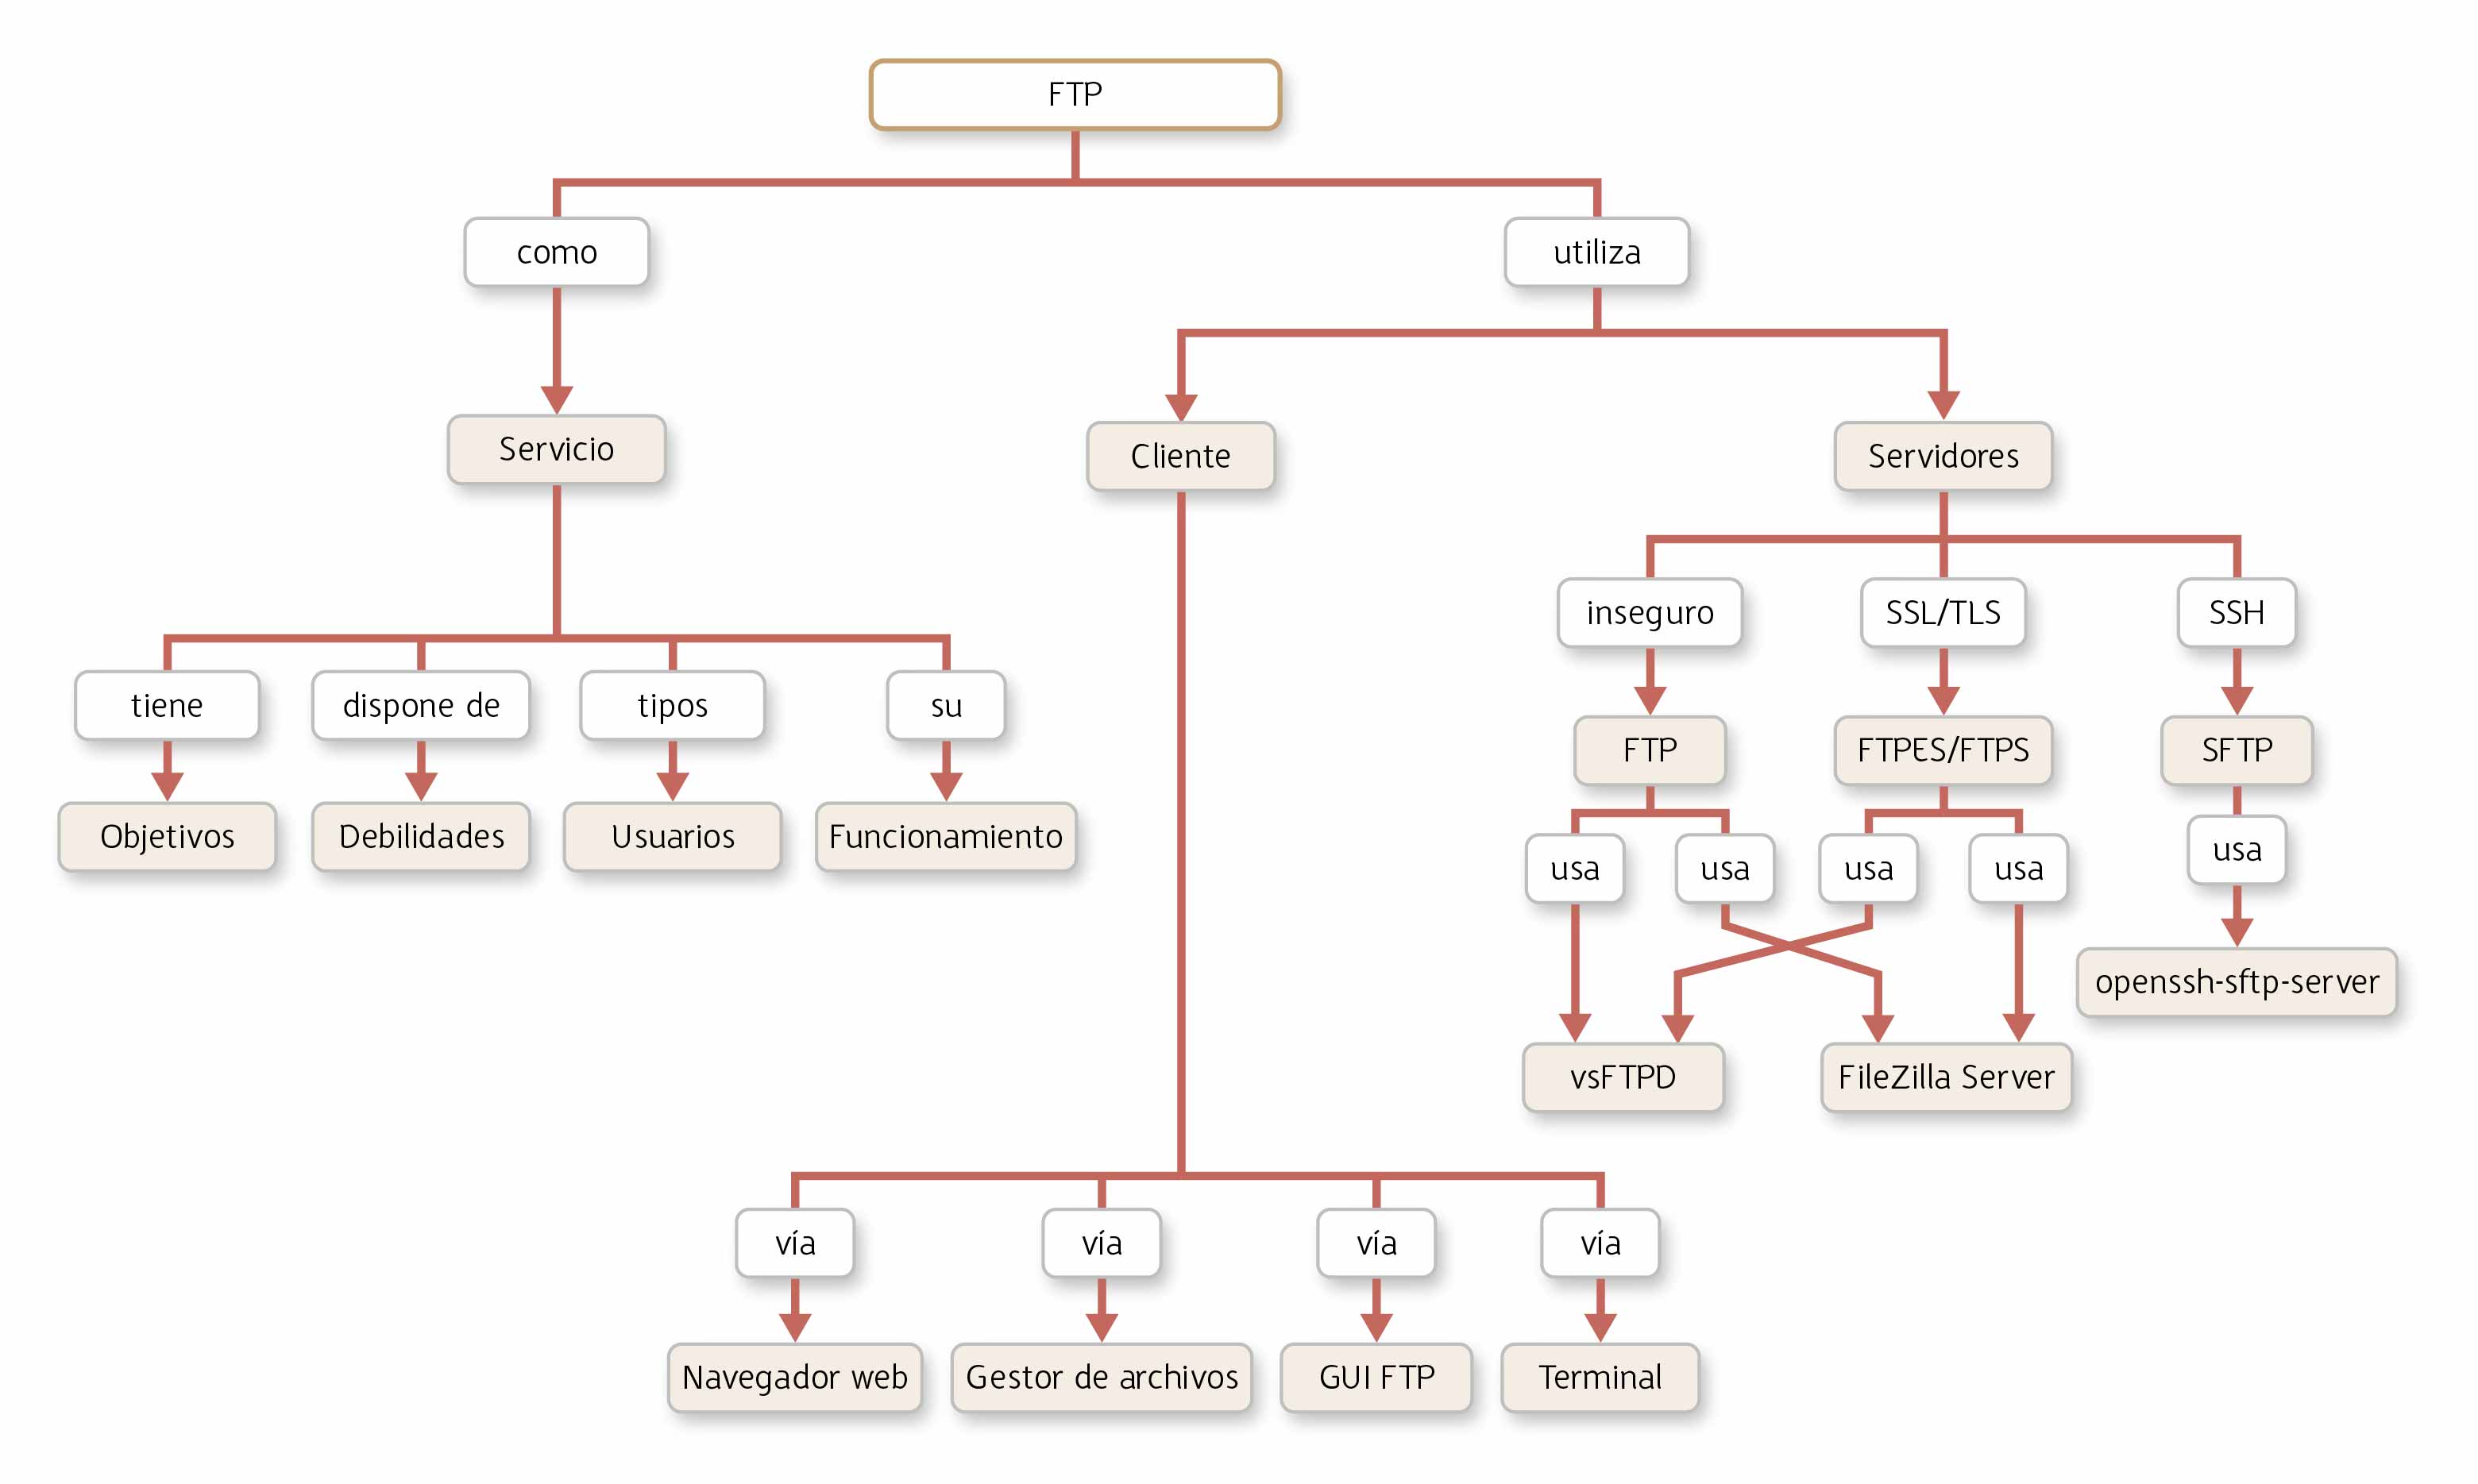 FTP
como
utiliza
Servicio
Cliente
Servidores
inseguro
SSL/TLS
SSH
tiene
dispone de
tipos
su
FTP
FTPES/FTPS
SFTP
Objetivos
Debilidades
Usuarios
Funcionamiento
usa
usa
usa
usa
usa
openssh-sftp-server
vsFTPD
FileZilla Server
vía
vía
vía
vía
Navegador web
Gestor de archivos
GUI FTP
Terminal